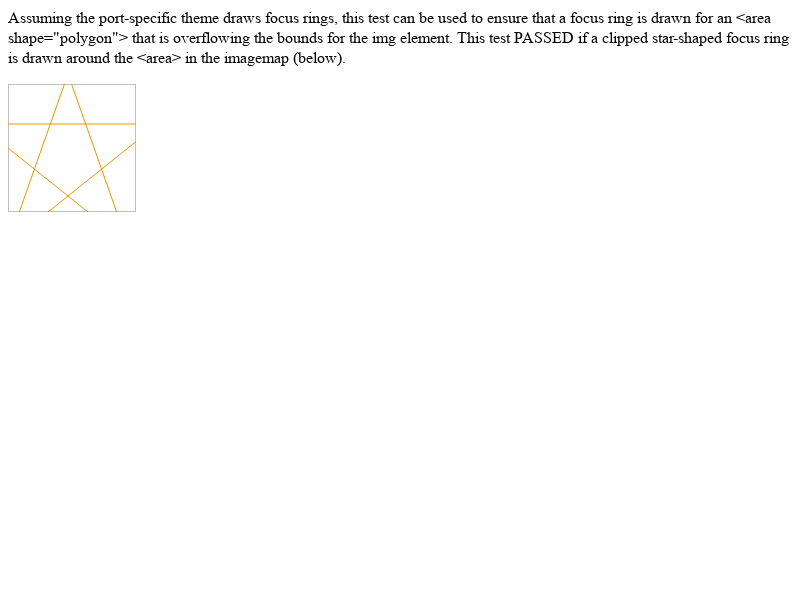 Assuming the port-specific theme draws focus rings, this test can be used to ensure that a focus ring is drawn for an <area
shape="polygon"> that is overflowing the bounds for the img element. This test PASSED if a clipped star-shaped focus ring
is drawn around the <area> in the imagemap (below).